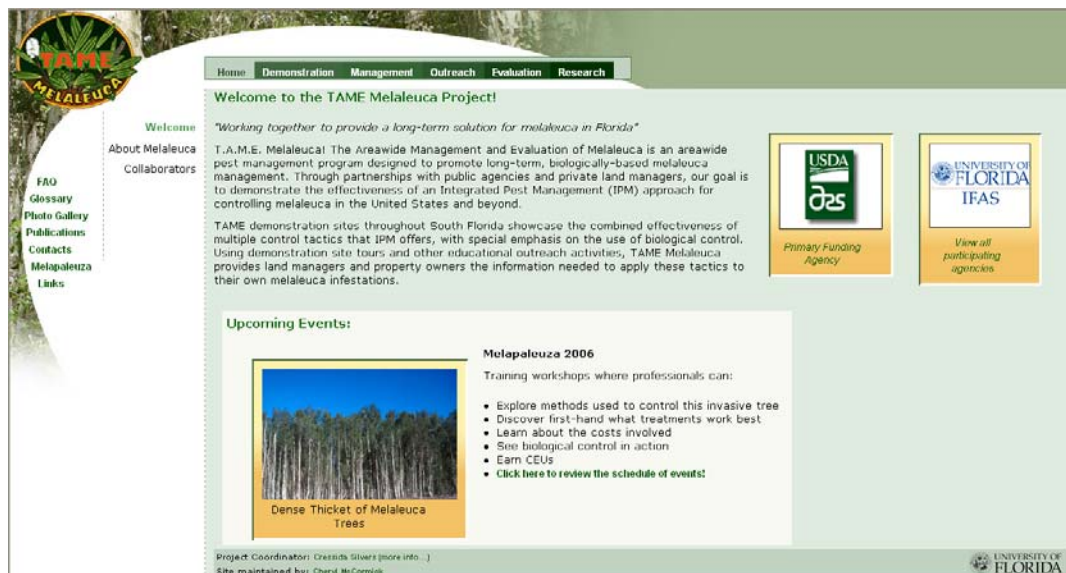 TAME
MELALEUCA
Home Demonstration Management Outreach Evaluation Research
Welcome
About Melaleuca
Collaborators
FAQ
Glossary
Photo Gallery
Publications
Contacts
Melapaleuza
Links
Welcome to the TAME Melaleuca Project!
"Working together to provide a long-term solution for melaleuca in Florida"
T.A.M.E. Melaleuca! The Areawide Management and Evaluation of Melaleuca is an areawide
pest management program designed to promote long-term, biologically-based melaleuca
management. Through partnerships with public agencies and private land managers, our goal is
to demonstrate the effectiveness of an Integrated Pest Management (IPM) approach for
controlling melaleuca in the United States and beyond.
TAME demonstration sites throughout South Florida showcase the combined effectiveness of
multiple control tactics that IPM offers, with special emphasis on the use of biological control.
Using demonstration site tours and other educational outreach activities, TAME Melaleuca
provides land managers and property owners the information needed to apply these tactics to
their own melaleuca infestations.
USDA
ars
Primary Funding
Agency
UNIVERSITY OF
FLORIDA
IFAS
View all
participating
agencies
Upcoming Events:
Dense Thicket of Melaleuca
Trees
Melapaleuza 2006
Training workshops where professionals can:
• Explore methods used to control this invasive tree
• Discover first-hand what treatments work best
• Learn about the costs involved
• See biological control in action
• Earn CEUs
• Click here to review the schedule of events!
Project Coordinator: Cressida Silvers (more info...)
Site maintained by: Cheryl McCormick
UNIVERSITY OF
FLORIDA